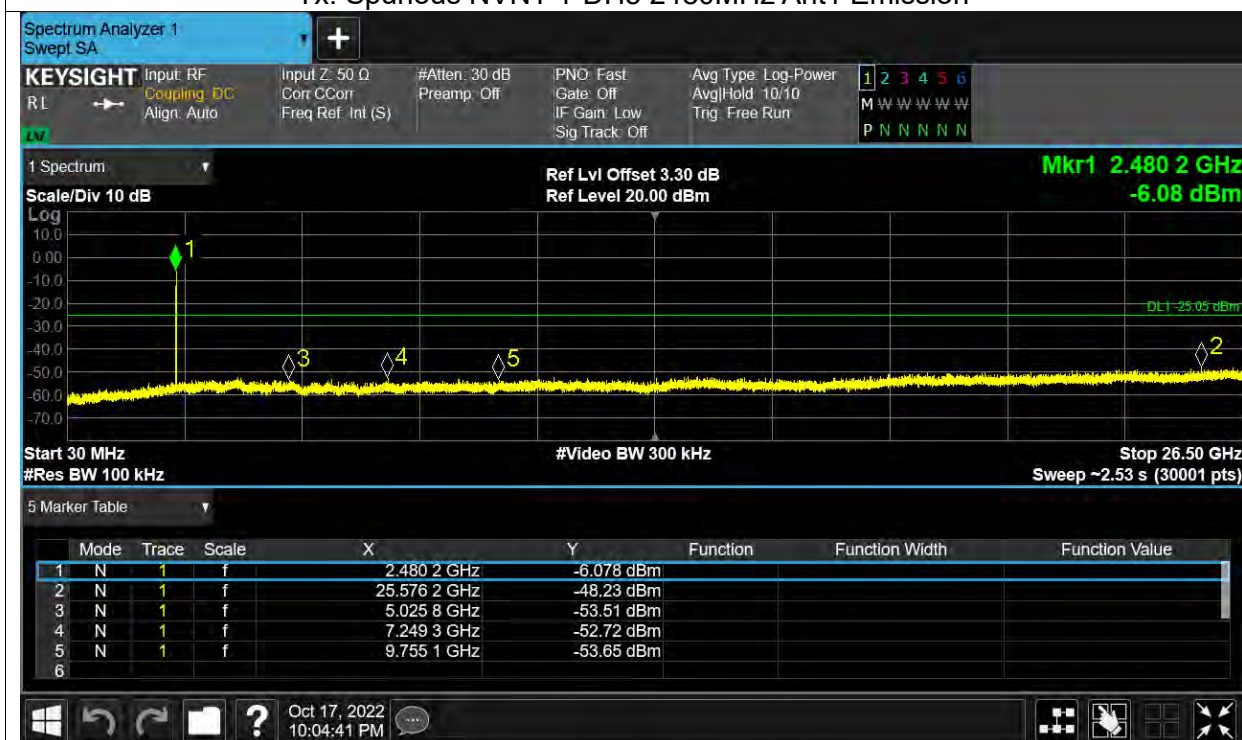 Tx. Spurious NVNT 1-DH5 2480MHz Ant1 Emission
Spectrum Analyzer 1
Swept SA
+
KEYSIGHT
RL
Input: RF
Coupling: DC
Align: Auto
Input Z: 50 Ω
Corr CCorr
Freq Ref: Int (S)
#Atten: 30 dB
Preamp: Off
PNO: Fast
Gate: Off
IF Gain: Low
Sig Track: Off
Avg Type: Log-Power
Avg|Hold: 10/10
Trig: Free Run
1 2 3 4 5 6
M W W W W W
P N N N N N
1 Spectrum
Scale/Div 10 dB
Ref Lvl Offset 3.30 dB
Ref Level 20.00 dBm
Mkr1 2.480 2 GHz
-6.08 dBm
Log
10.0
0.00
-10.0
-20.0
-30.0
-40.0
-50.0
-60.0
-70.0
1
DL1 -25.05 dBm
3
4
5
2
Start 30 MHz
#Video BW 300 kHz
Stop 26.50 GHz
#Res BW 100 kHz
Sweep ~2.53 s (30001 pts)
5 Marker Table
Mode Trace Scale X Y Function Function Width Function Value
1 N 1 f 2.480 2 GHz -6.078 dBm
2 N 1 f 25.576 2 GHz -48.23 dBm
3 N 1 f 5.025 8 GHz -53.51 dBm
4 N 1 f 7.249 3 GHz -52.72 dBm
5 N 1 f 9.755 1 GHz -53.65 dBm
6
?
Oct 17, 2022
10:04:41 PM